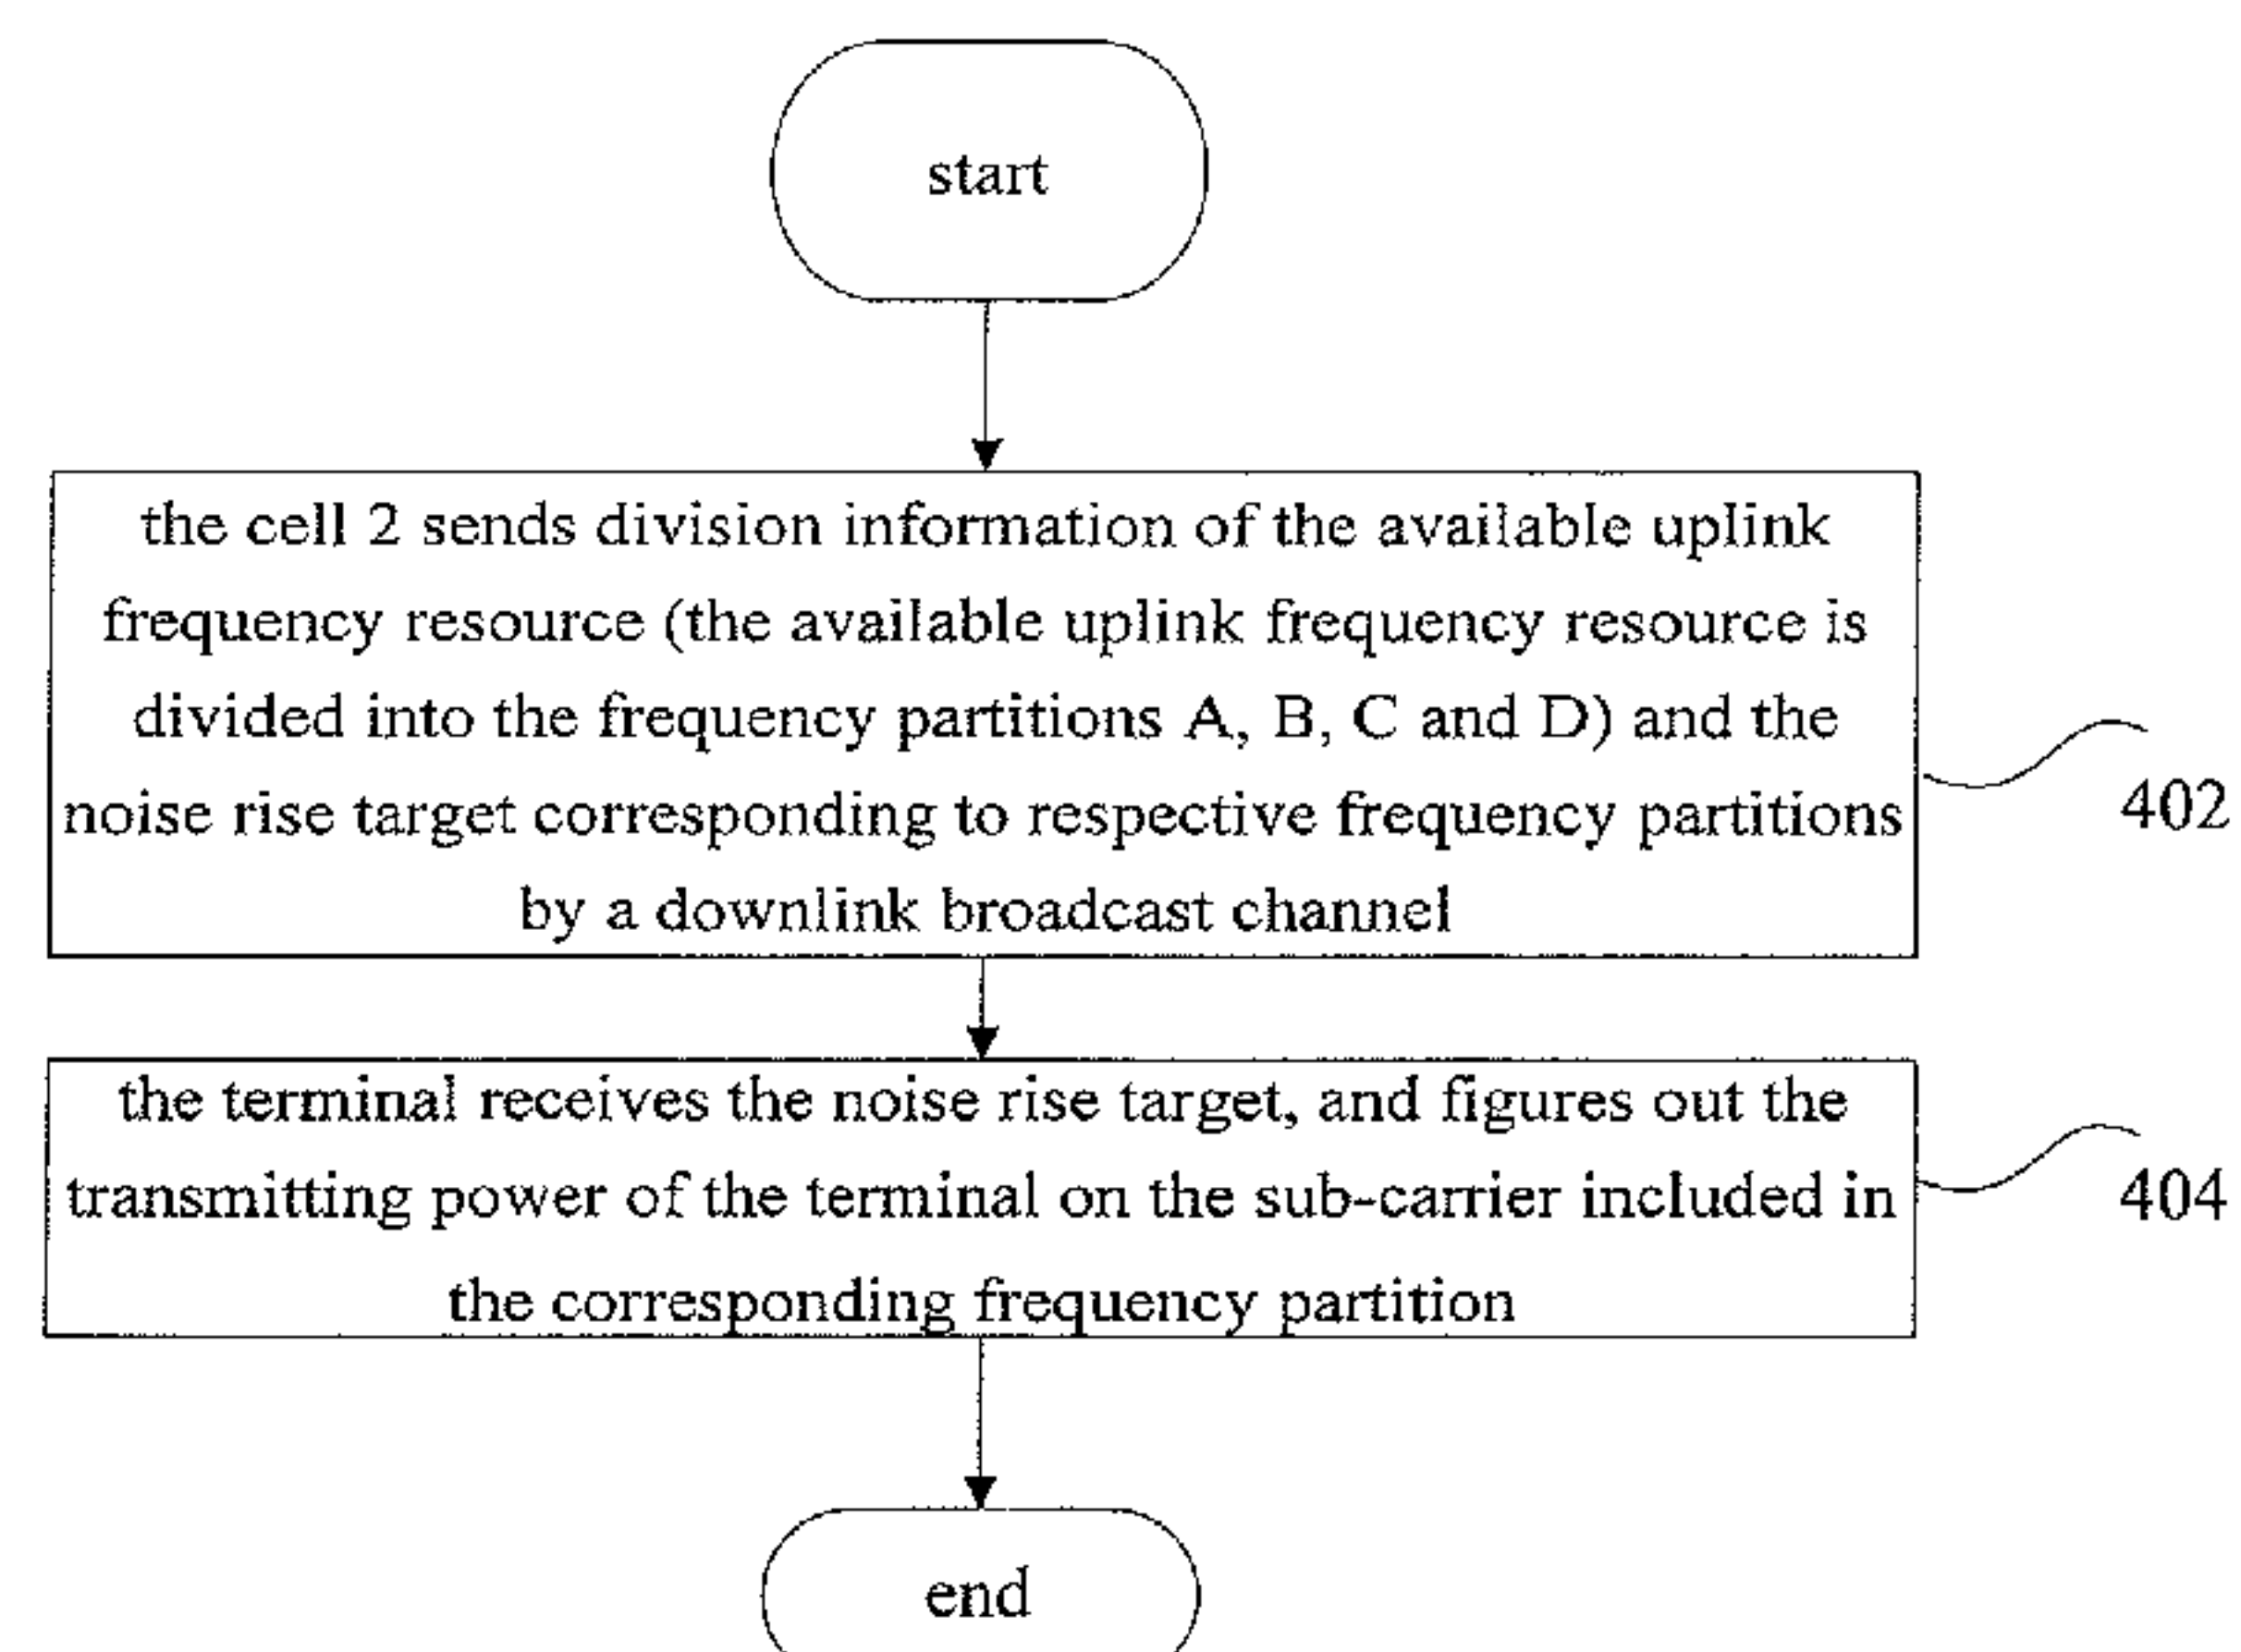 start
the cell 2 sends division information of the available uplink
frequency resource (the available uplink frequency resource is
divided into the frequency partitions A, B, C and D) and the
noise rise target corresponding to respective frequency partitions
by a downlink broadcast channel
402
the terminal receives the noise rise target, and figures out the
transmitting power of the terminal on the sub-carrier included in
the corresponding frequency partition
404
end